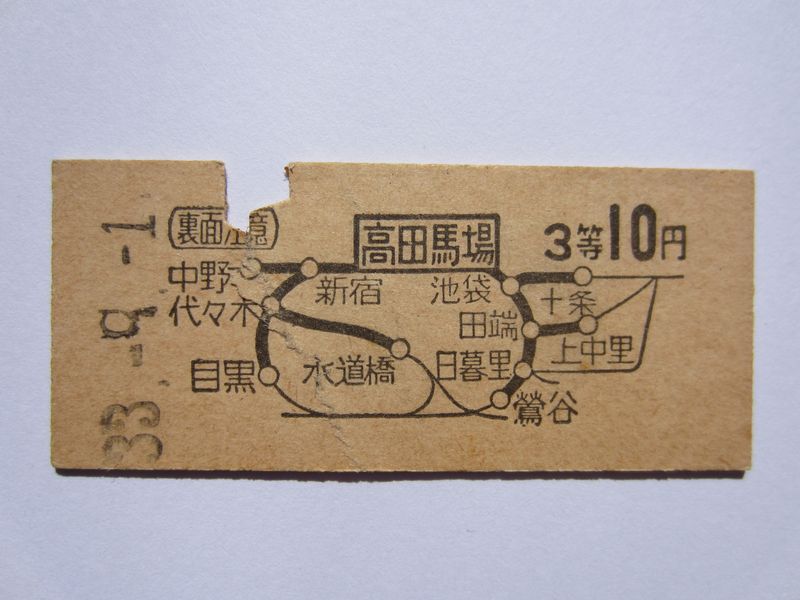 33. -9. -1.
裏面注意
高田馬場
3等10円
中野
新宿
池袋
十条
代々木
田端
上中里
目黒
水道橋
日暮里
鶯谷